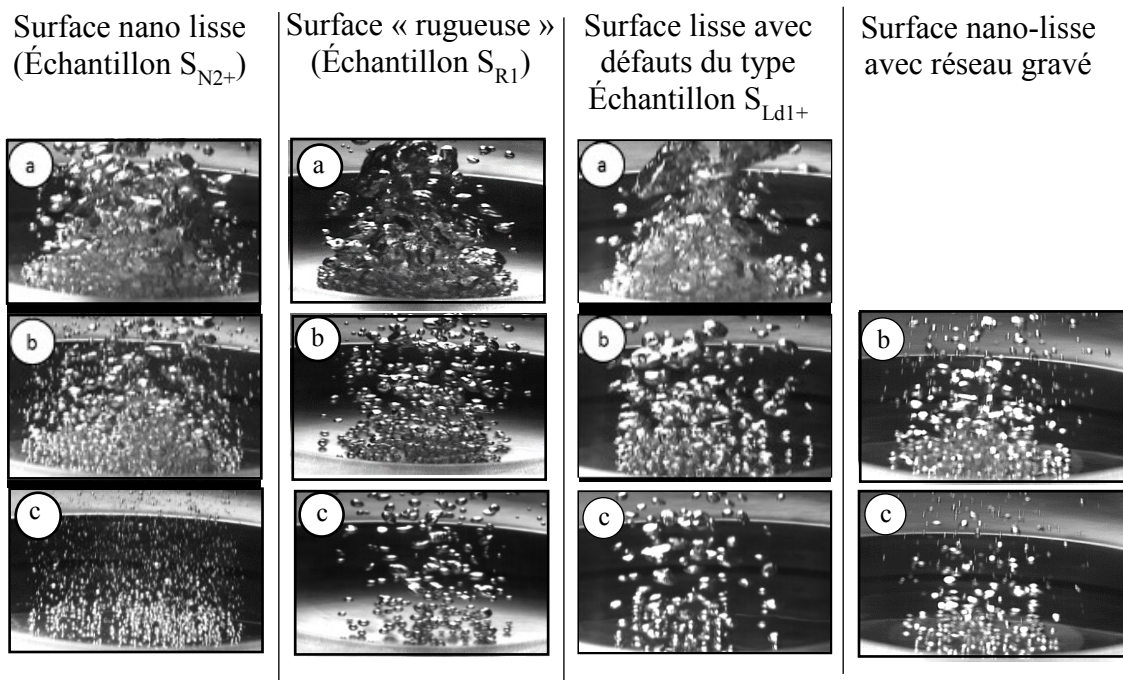 Surface nano lisse
(Échantillon S_N2+)
Surface « rugueuse »
(Échantillon S_R1)
Surface lisse avec
défauts du type
Échantillon S_Ld1+
Surface nano-lisse
avec réseau gravé
a
a
a
b
b
b
b
c
c
c
c